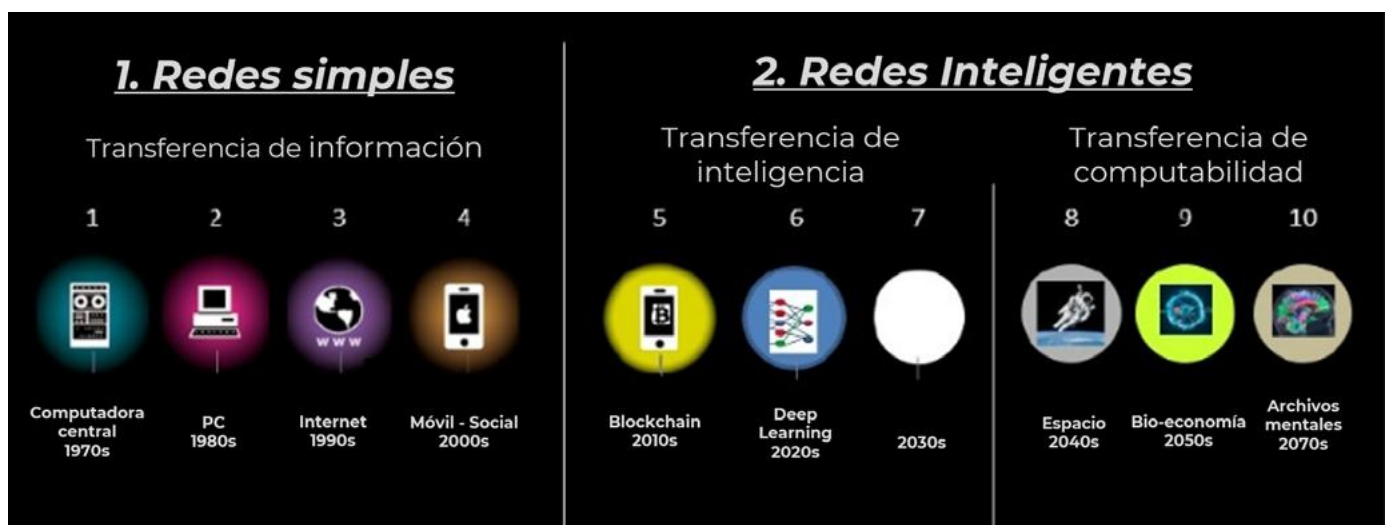 1. Redes simples
Transferencia de información
1
2
3
4
WWW
Computadora
central
1970s
PC
1980s
Internet
1990s
Móvil - Social
2000s
2. Redes Inteligentes
Transferencia de
inteligencia
5
6
7
B
Blockchain
2010s
Deep
Learning
2020s
2030s
Transferencia de
computabilidad
8
9
10
Espacio
2040s
Bio-economía
2050s
Archivos
mentales
2070s